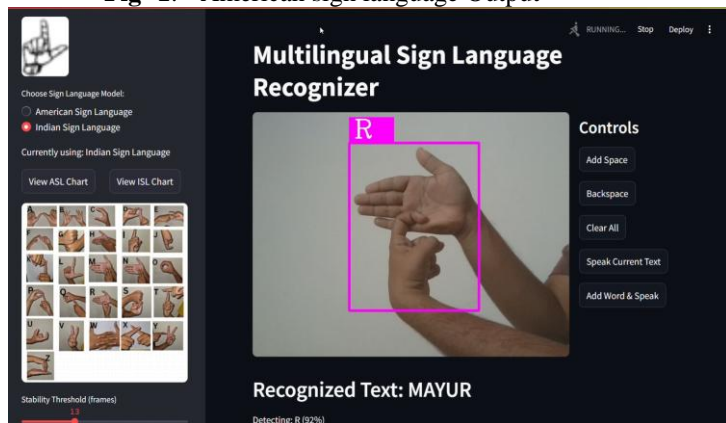 Fig- 2: American sign language Output
RUNNING... Stop Deploy
Multilingual Sign Language
Recognizer
Choose Sign Language Model:
American Sign Language
Indian Sign Language
Currently using: Indian Sign Language
View ASL Chart View ISL Chart
A B C D E
F G H I J
K L M N O
P Q R S T
U V W X Y
Z
Stability Threshold (frames)
13
R
Controls
Add Space
Backspace
Clear All
Speak Current Text
Add Word & Speak
Recognized Text: MAYUR
Detecting: R (92%)